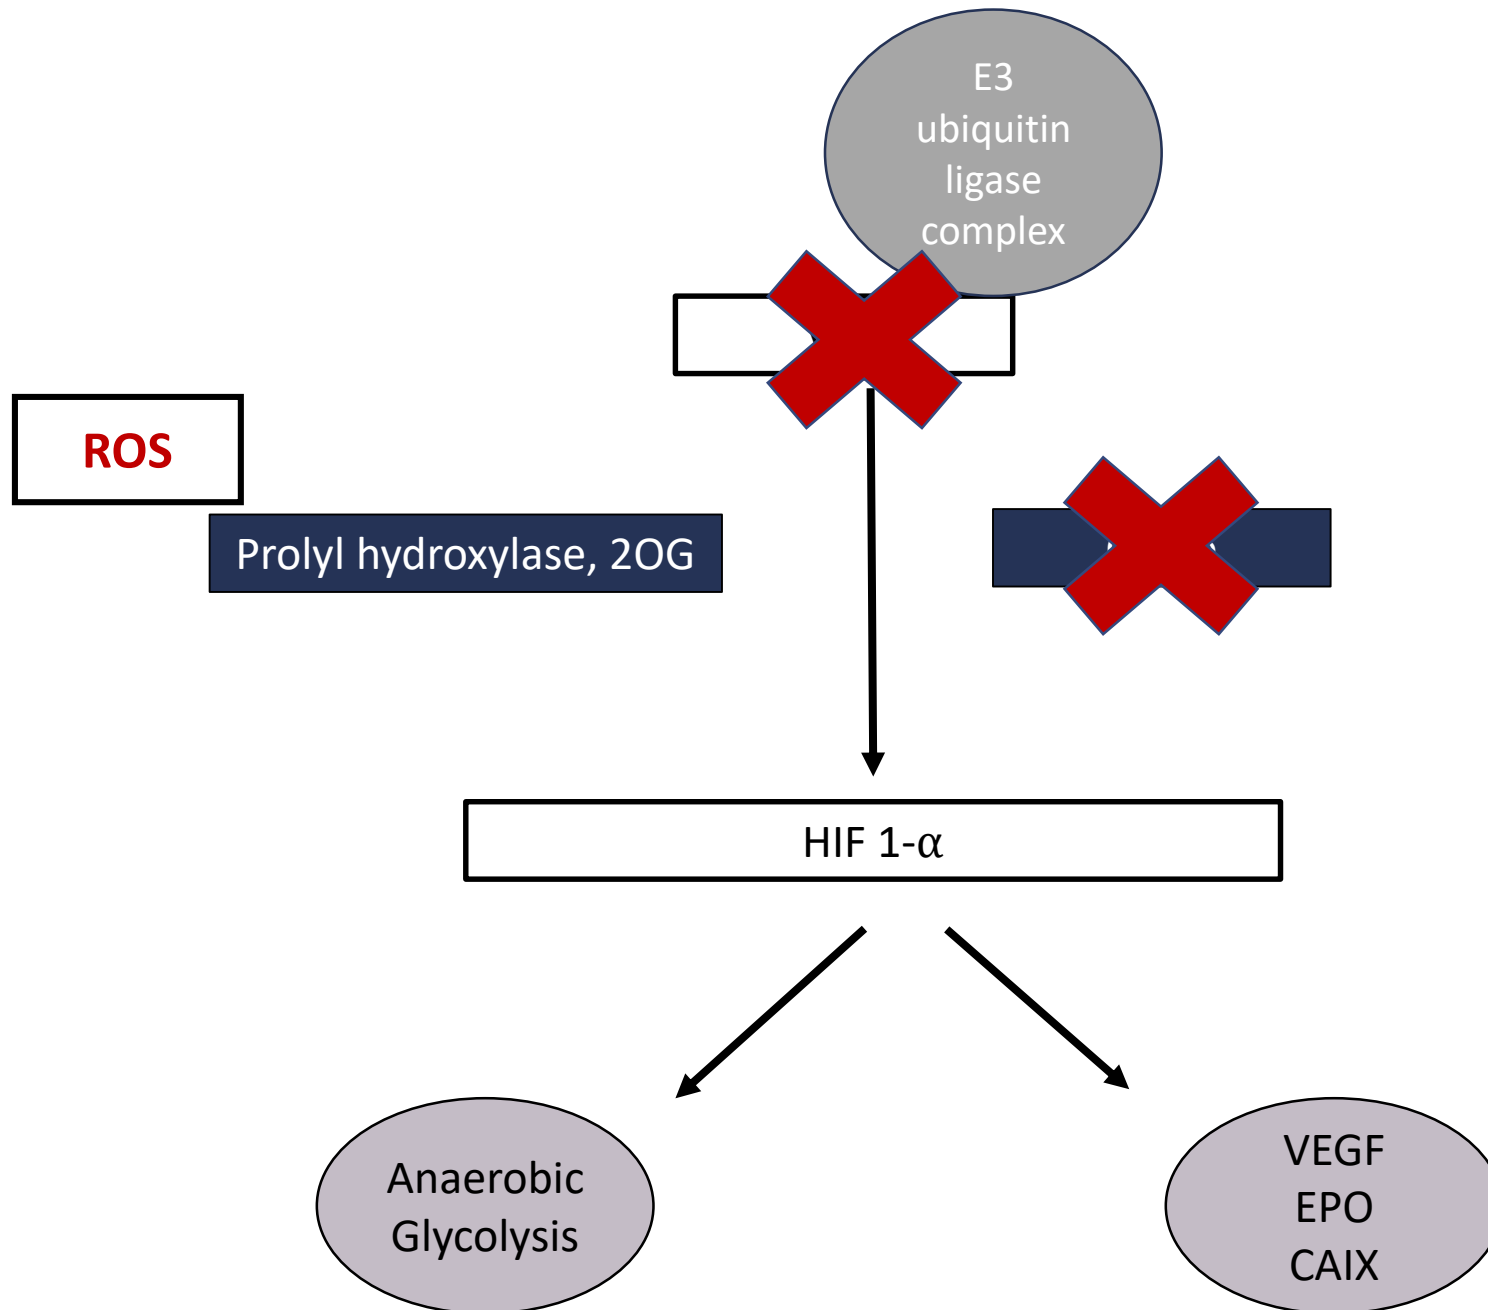 E3
ubiquitin
ligase
complex
ROS
Prolyl hydroxylase, 2OG
HIF 1-α
Anaerobic
Glycolysis
VEGF
EPO
CAIX